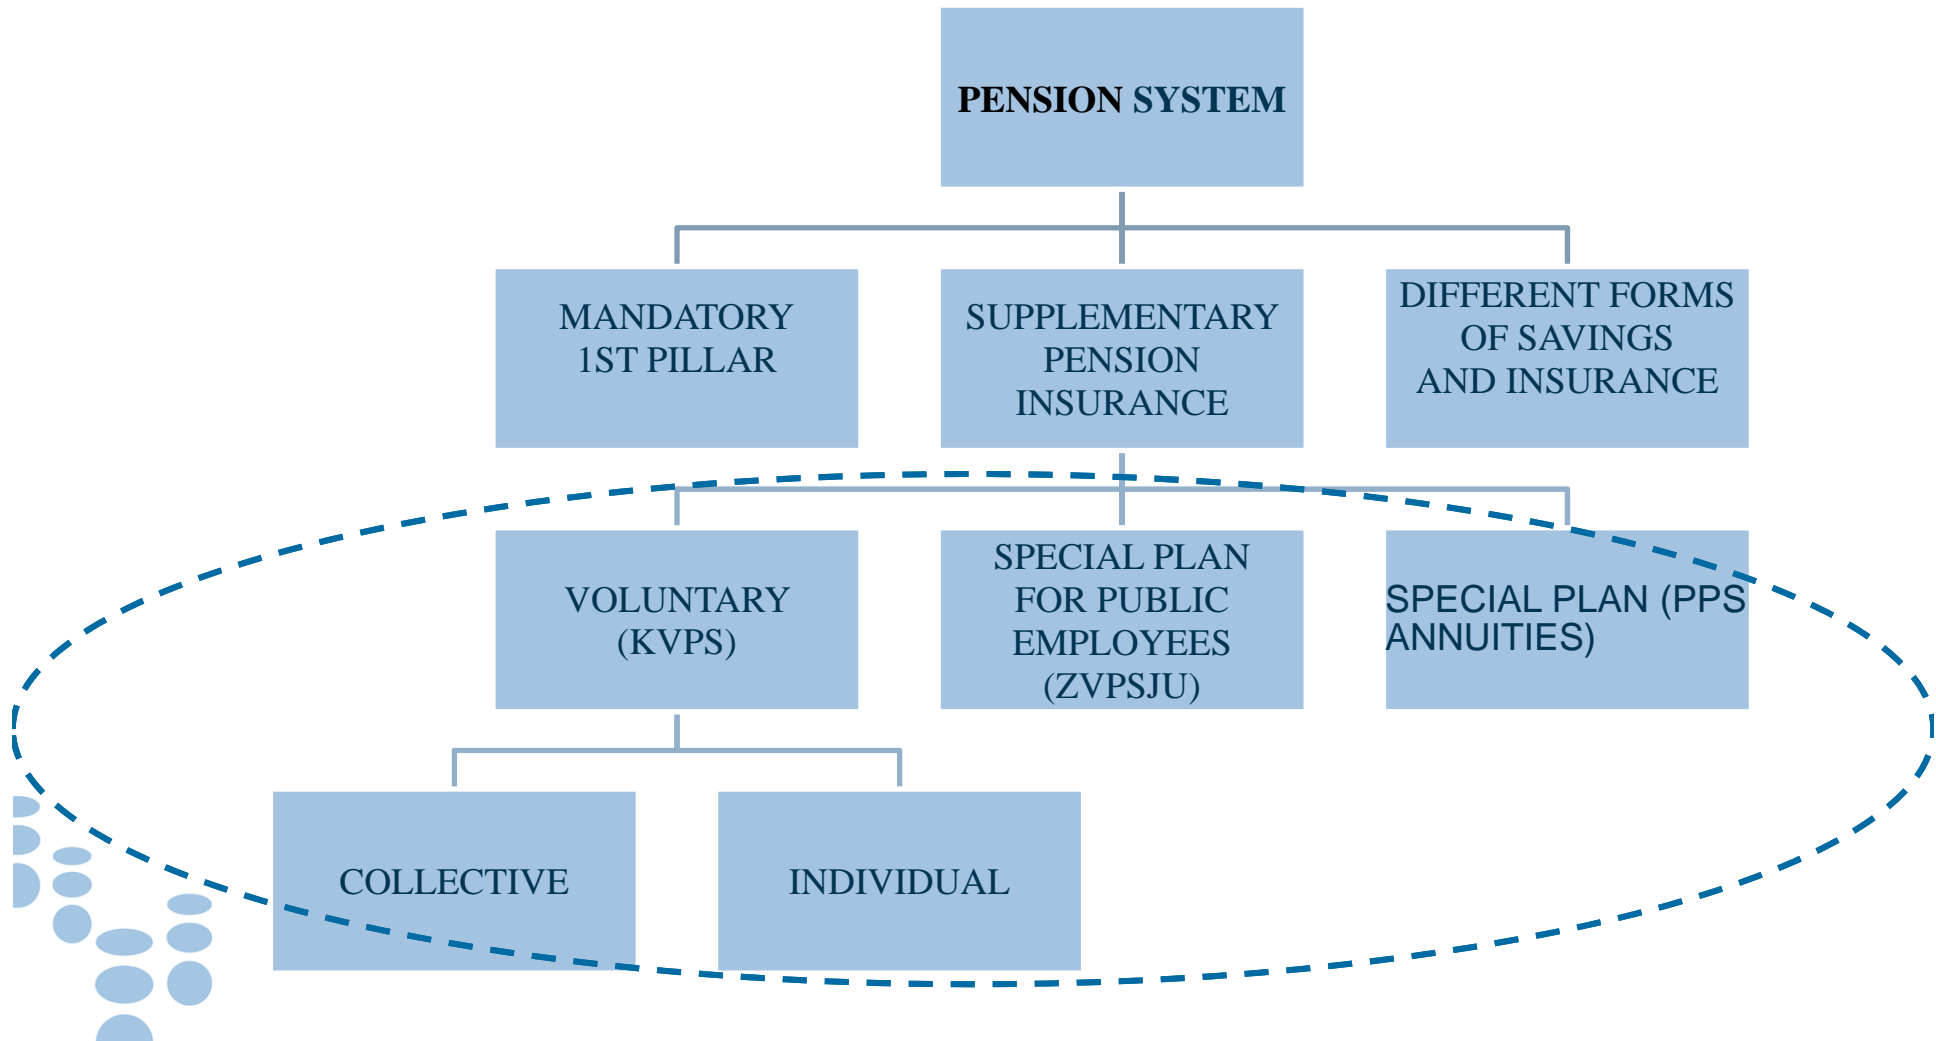 PENSION SYSTEM
MANDATORY
1ST PILLAR
SUPPLEMENTARY
PENSION
INSURANCE
DIFFERENT FORMS
OF SAVINGS
AND INSURANCE
VOLUNTARY
(KVPS)
SPECIAL PLAN
FOR PUBLIC
EMPLOYEES
(ZVPSJU)
SPECIAL PLAN (PPS
ANNUITIES)
COLLECTIVE
INDIVIDUAL